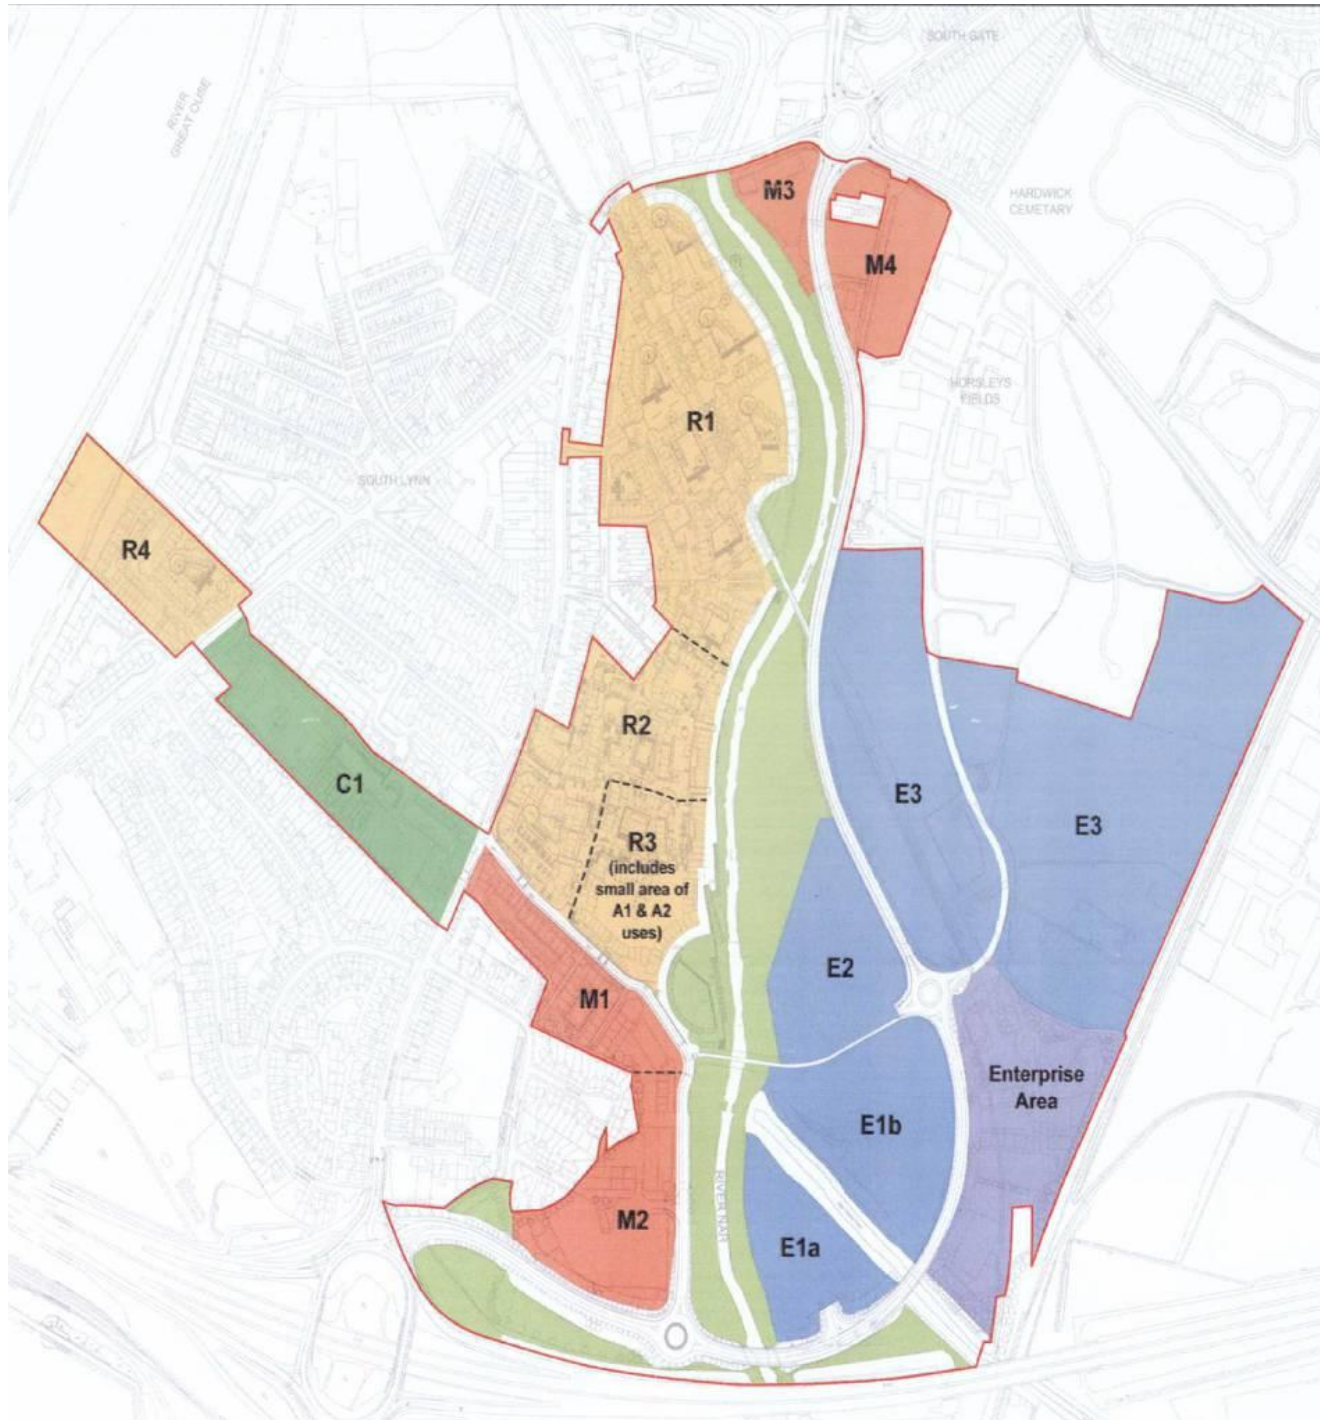 SOUTH GATE
RIVER
GREAT OUSE
M3
HARDWICK
CEMETARY
M4
HORSLEYS
FIELDS
R1
SOUTH LYNN
R4
R2
C1
E3
E3
R3
(includes
small area of
A1 & A2
uses)
E2
M1
Enterprise
Area
E1b
RIVER NAR
M2
E1a